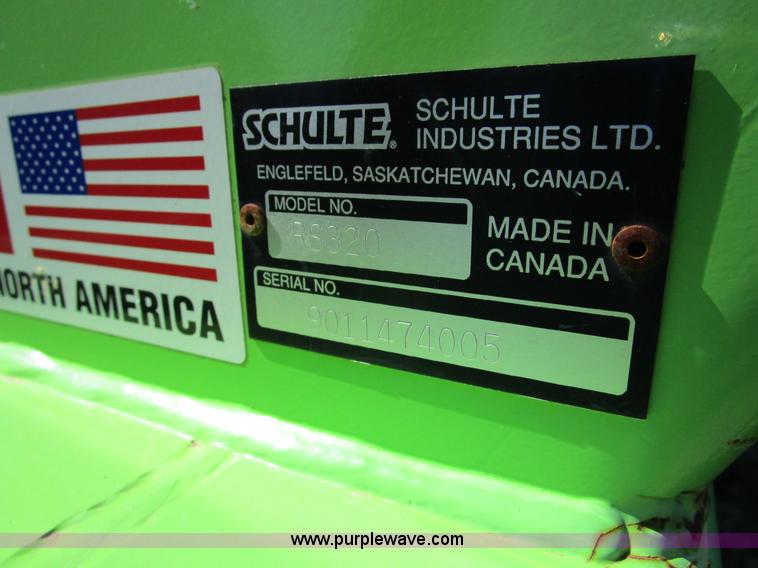 SCHULTE®
SCHULTE
INDUSTRIES LTD.
ENGLEFELD, SASKATCHEWAN, CANADA.
MODEL NO.
RS320
MADE IN
CANADA
SERIAL NO.
9011474005
NORTH AMERICA
www.purplewave.com